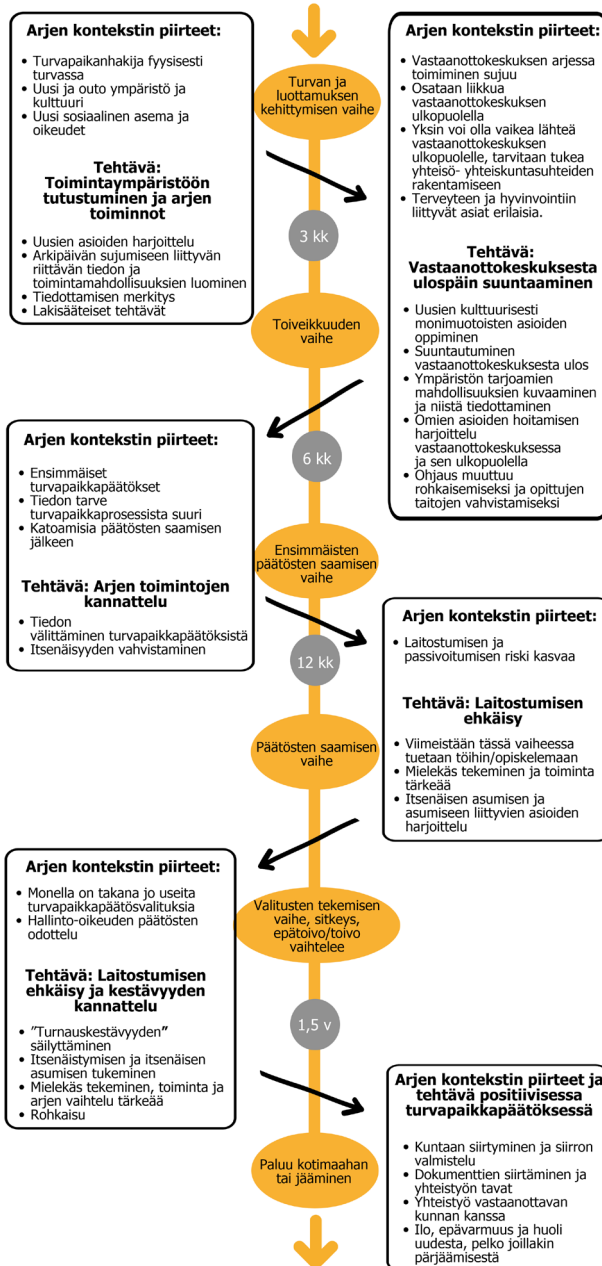 Arjen kontekstin piirteet:
• Turvapaikanhakija fyysisesti
turvassa
• Uusi ja outo ympäristö ja
kulttuuri
• Uusi sosiaalinen asema ja
oikeudet
Tehtävä:
Toimintaympäristöön
tutustuminen ja arjen
toiminnot
• Uusien asioiden harjoittelu
• Arkipäivän sujumiseen liittyvän
riittävän tiedon ja
toimintamahdollisuuksien luominen
• Tiedottamisen merkitys
• Lakisääteiset tehtävät
Turvan ja
luottamuksen
kehittymisen vaihe
Arjen kontekstin piirteet:
• Vastaanottokeskuksen arjessa
toimiminen sujuu
• Osataan liikkua
vastaanottokeskuksen
ulkopuolella
• Yksin voi olla vaikea lähteä
vastaanottokeskuksen
ulkopuolelle, tarvitaan tukea
yhteisö- yhteiskuntasuhteiden
rakentamiseen
• Terveyteen ja hyvinvointiin
liittyvät asiat erilaisia.
Tehtävä:
Vastaanottokeskuksesta
ulospäin suuntaaminen
• Uusien kulttuurisesti
monimuotoisten asioiden
oppiminen
• Suuntautuminen
vastaanottokeskuksesta ulos
• Ympäristön tarjoamien
mahdollisuuksien kuvaaminen
ja niistä tiedottaminen
• Omien asioiden hoitamisen
harjoittelu
vastaanottokeskuksessa
ja sen ulkopuolella
• Ohjaus muuttuu
rohkaisemiseksi ja opittujen
taitojen vahvistamiseksi
3 kk
Toiveikkuuden
vaihe
6 kk
Arjen kontekstin piirteet:
• Ensimmäiset
turvapaikkapäätökset
• Tiedon tarve
turvapaikkaprosessista suuri
• Katoamisia päätösten saamisen
jälkeen
Tehtävä: Arjen toimintojen
kannattelu
• Tiedon
välittäminen turvapaikkapäätöksistä
• Itsenäisyyden vahvistaminen
Ensimmäisten
päätösten saamisen
vaihe
12 kk
Arjen kontekstin piirteet:
• Laitostumisen ja
passivoitumisen riski kasvaa
Tehtävä: Laitostumisen
ehkäisy
• Viimeistään tässä vaiheessa
tuetaan töihin/opiskelemaan
• Mielekäs tekeminen ja toiminta
tärkeää
• Itsenäisen asumisen ja
asumiseen liittyvien asioiden
harjoittelu
Päätösten saamisen
vaihe
Arjen kontekstin piirteet:
• Monella on takana jo useita
turvapaikkapäätösvalituksia
• Hallinto-oikeuden päätösten
odottelu
Tehtävä: Laitostumisen
ehkäisy ja kestävyyden
kannattelu
• ”Turnauskestävyyden”
säilyttäminen
• Itsenäistymisen ja itsenäisen
asumisen tukeminen
• Mielekäs tekeminen, toiminta ja
arjen vaihtelu tärkeää
• Rohkaisu
Valitusten tekemisen
vaihe, sitkeys,
epätoivo/toivo
vaihtelee
1,5 v
Arjen kontekstin piirteet ja
tehtävä positiivisessa
turvapaikkapäätöksessä
• Kuntaan siirtyminen ja siirron
valmistelu
• Dokumenttien siirtäminen ja
yhteistyön tavat
• Yhteistyö vastaanottavan
kunnan kanssa
• Ilo, epävarmuus ja huoli
uudesta, pelko joillakin
pärjäämisestä
Paluu kotimaahan
tai jääminen